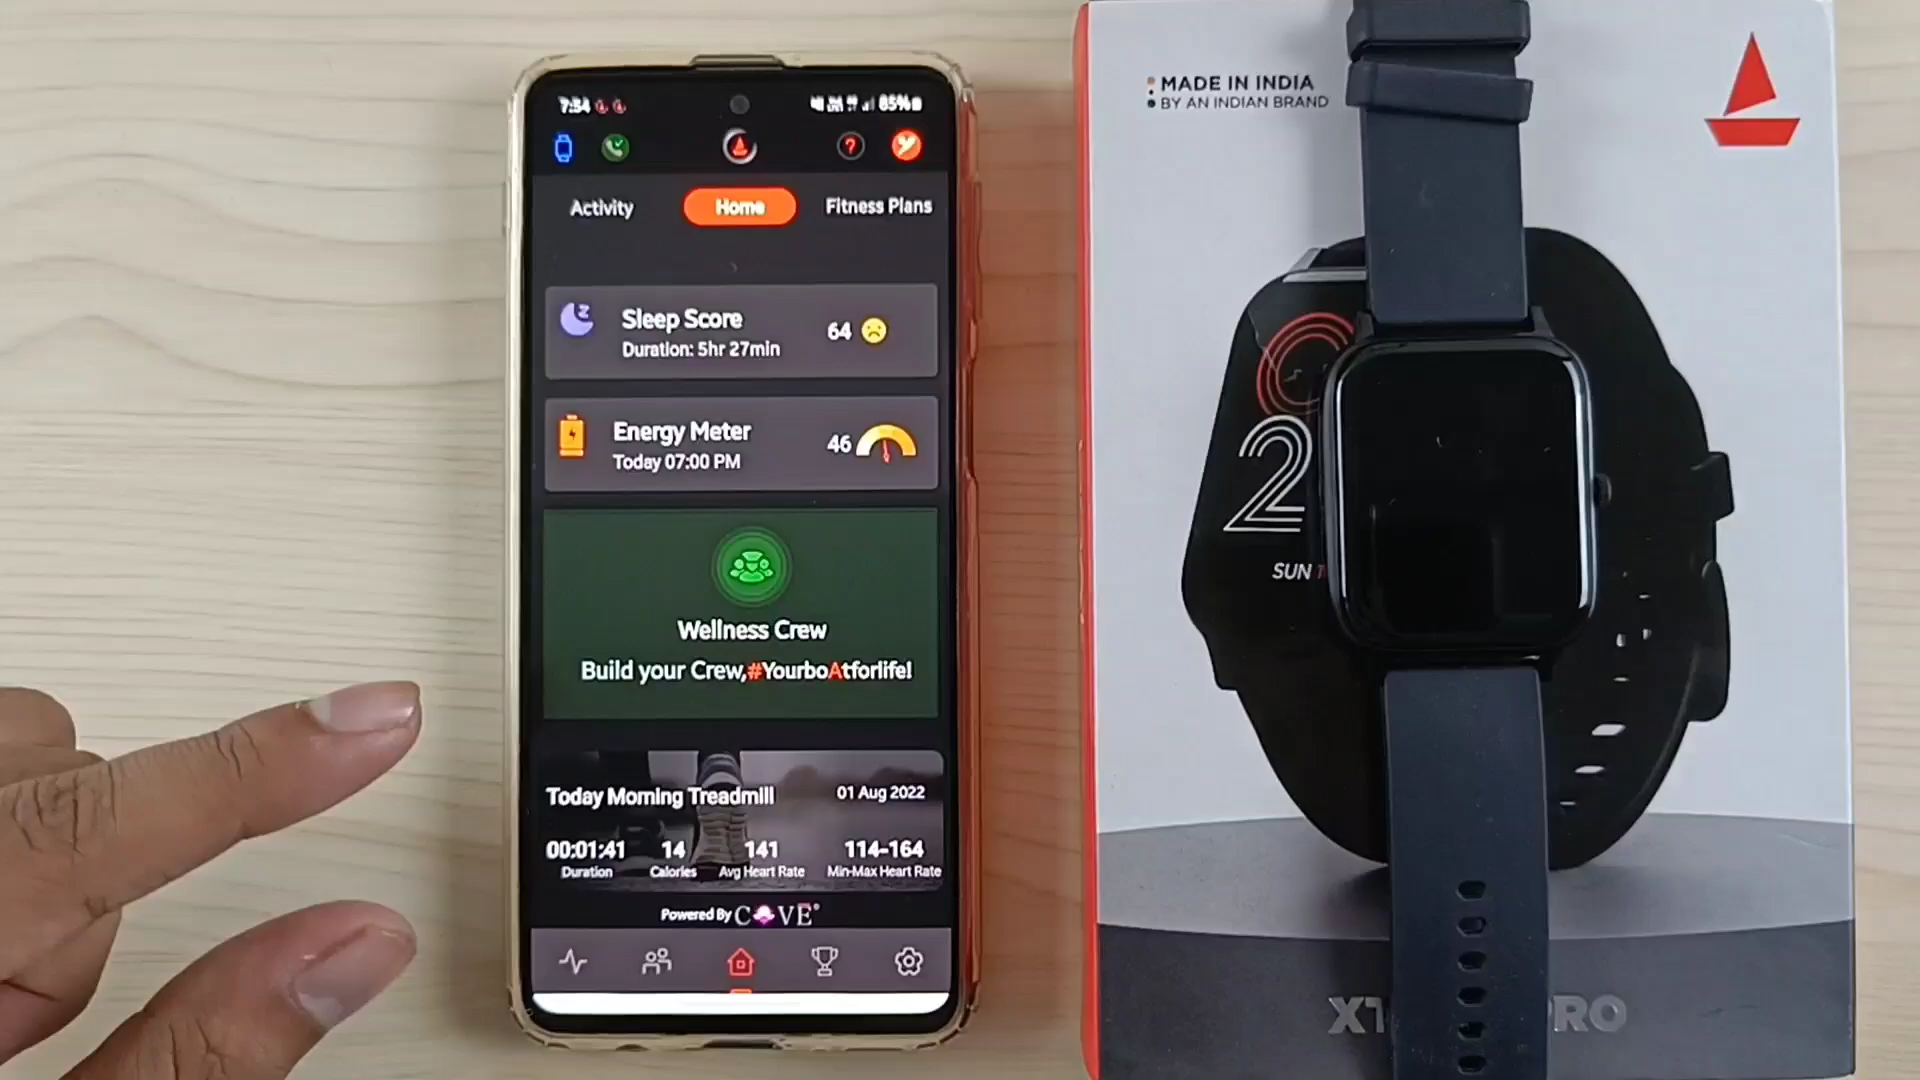 7:54
85%
Activity
Home
Fitness Plans
Sleep Score
Duration: 5hr 27min
64
Energy Meter
Today 07:00 PM
46
Wellness Crew
Build your Crew,#YourboAtforlife!
Today Morning Treadmill
01 Aug 2022
00:01:41
14
141
114-164
Duration
Calories
Avg Heart Rate
Min-Max Heart Rate
Powered By COVE
MADE IN INDIA
BY AN INDIAN BRAND
2
SUN
PRO